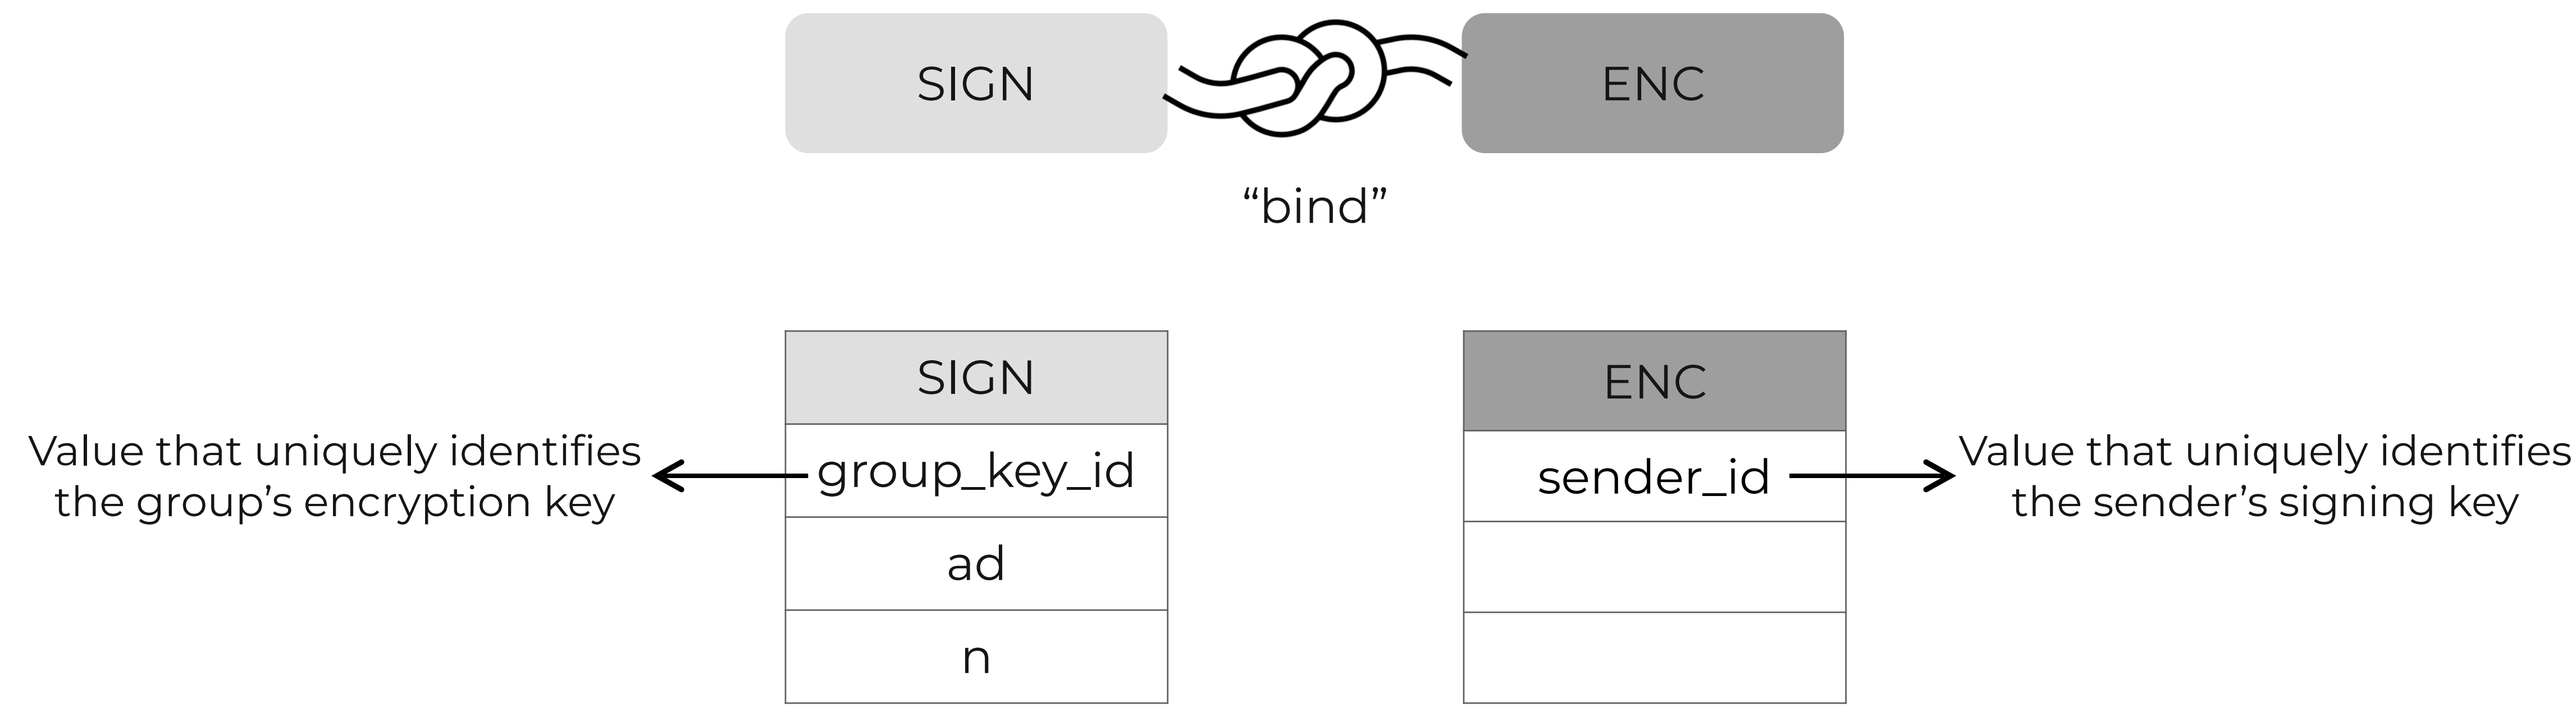 SIGN
ENC
“bind”
SIGN
ENC
Value that uniquely identifies
the group’s encryption key
group_key_id
sender_id
Value that uniquely identifies
the sender’s signing key
ad
n